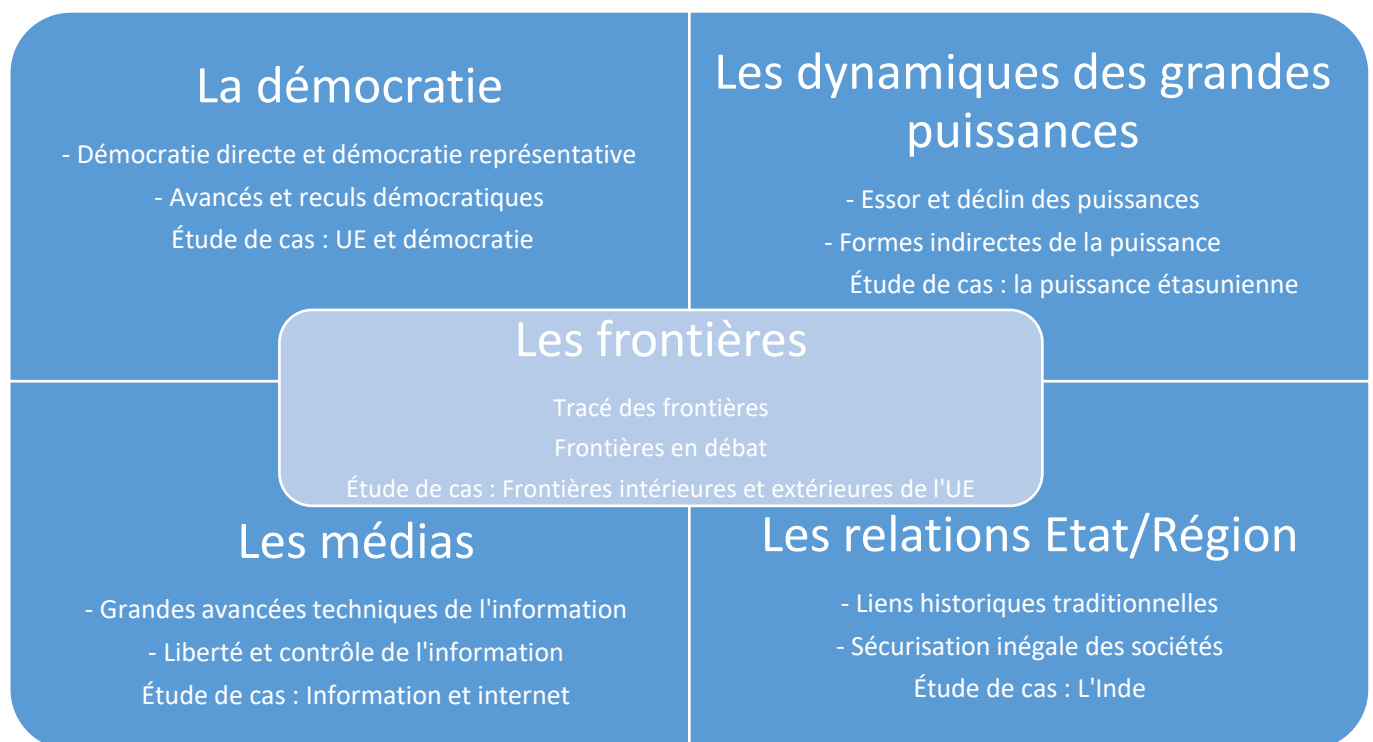 La démocratie
- Démocratie directe et démocratie représentative
- Avancés et reculs démocratiques
Étude de cas : UE et démocratie
Les dynamiques des grandes
puissances
- Essor et déclin des puissances
- Formes indirectes de la puissance
Étude de cas : la puissance étasunienne
Les frontières
Tracé des frontières
Frontières en débat
Étude de cas : Frontières intérieures et extérieures de l'UE
Les médias
- Grandes avancées techniques de l'information
- Liberté et contrôle de l'information
Étude de cas : Information et internet
Les relations Etat/Région
- Liens historiques traditionnelles
- Sécurisation inégale des sociétés
Étude de cas : L'Inde